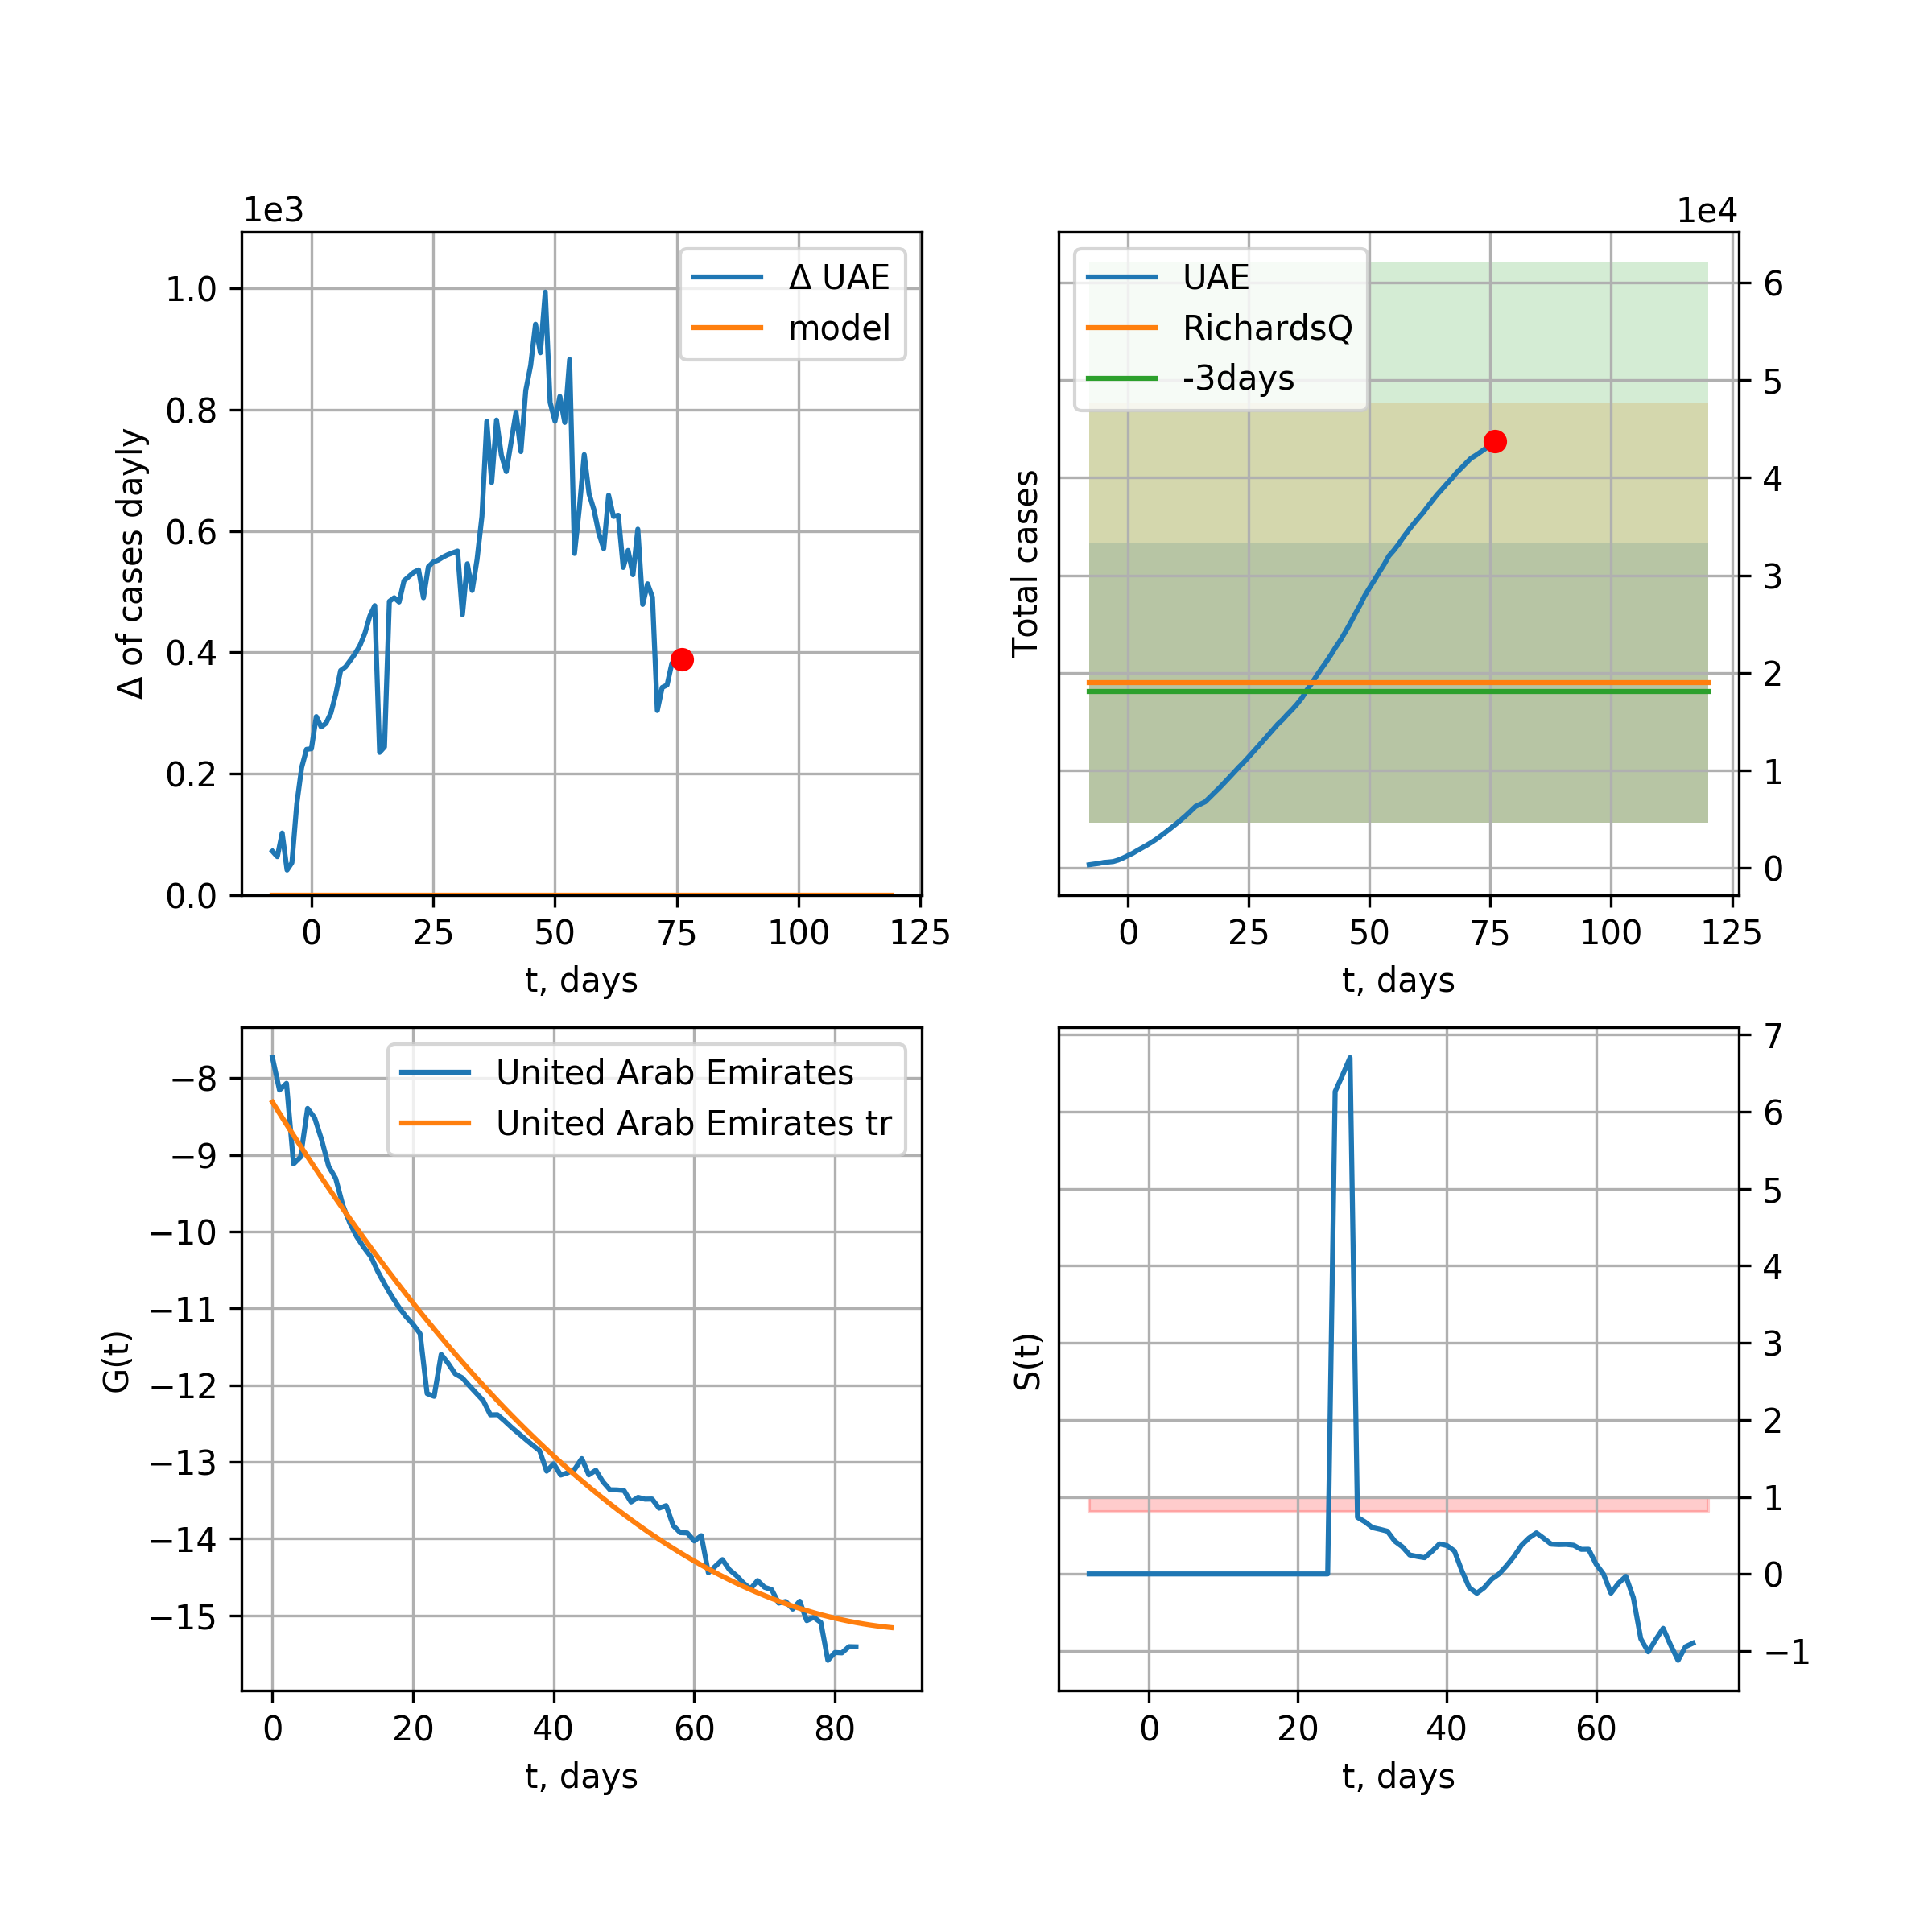 1e3
Δ UAE
model
1.0
0.8
0.6
0.4
0.2
0.0
Δ of cases dayly
0 25 50 75 100 125
t, days
1e4
UAE
RichardsQ
-3days
6
5
4
3
2
1
0
Total cases
0 25 50 75 100 125
t, days
United Arab Emirates
United Arab Emirates tr
−8
−9
−10
−11
−12
−13
−14
−15
G(t)
0 20 40 60 80
t, days
7
6
5
4
3
2
1
0
−1
S(t)
0 20 40 60
t, days